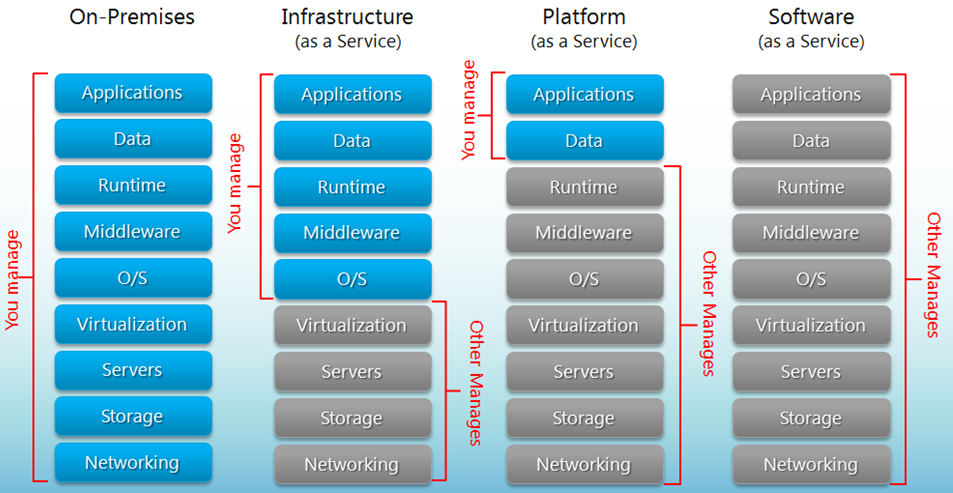 On-Premises
You manage
Applications
Data
Runtime
Middleware
O/S
Virtualization
Servers
Storage
Networking
Infrastructure
(as a Service)
You manage
Applications
Data
Runtime
Middleware
O/S
Virtualization
Servers
Storage
Networking
Other Manages
Platform
(as a Service)
You manage
Applications
Data
Runtime
Middleware
O/S
Virtualization
Servers
Storage
Networking
Other Manages
Software
(as a Service)
Applications
Data
Runtime
Middleware
O/S
Virtualization
Servers
Storage
Networking
Other Manages